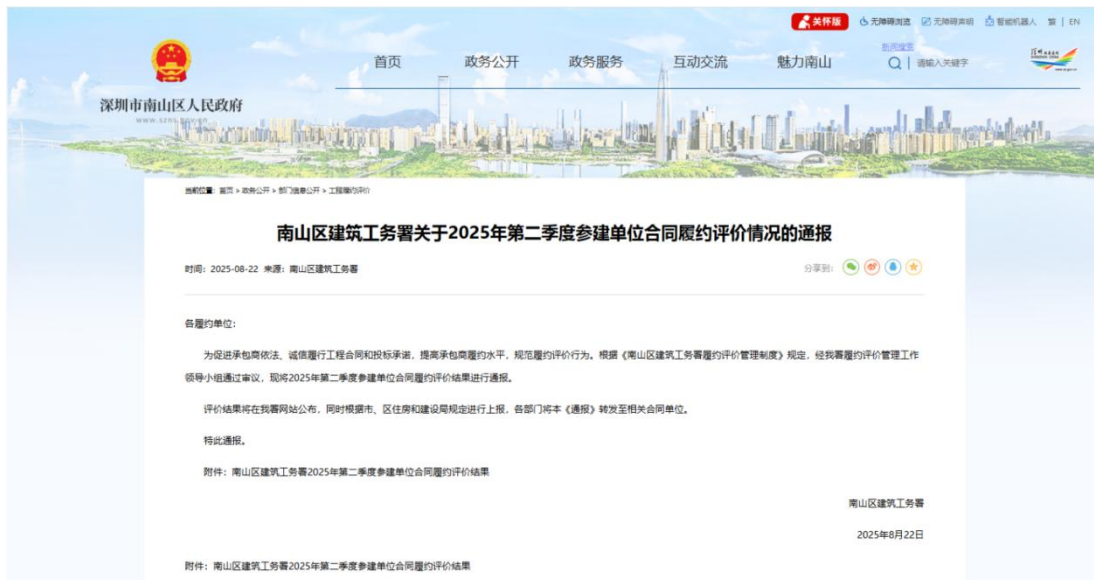 关怀版 无障碍浏览 无障碍声明 智能机器人 繁 | EN
首页 政务公开 政务服务 互动交流 魅力南山
新闻搜索
请输入关键字
深圳市南山区人民政府
www.szns.gov.cn
当前位置：首页 > 政务公开 > 部门信息公开 > 工程履约评价
南山区建筑工务署关于2025年第二季度参建单位合同履约评价情况的通报
时间：2025-08-22 来源：南山区建筑工务署
分享到：
各履约单位：
为促进承包商依法、诚信履行工程合同和投标承诺，提高承包商履约水平，规范履约评价行为。根据《南山区建筑工务署履约评价管理制度》规定，经我署履约评价管理工作
领导小组通过审议，现将2025年第二季度参建单位合同履约评价结果进行通报。
评价结果将在我署网站公布，同时根据市、区住房和建设局规定进行上报，各部门将本《通报》转发至相关合同单位。
特此通报。
附件：南山区建筑工务署2025年第二季度参建单位合同履约评价结果
南山区建筑工务署
2025年8月22日
附件：南山区建筑工务署2025年第二季度参建单位合同履约评价结果